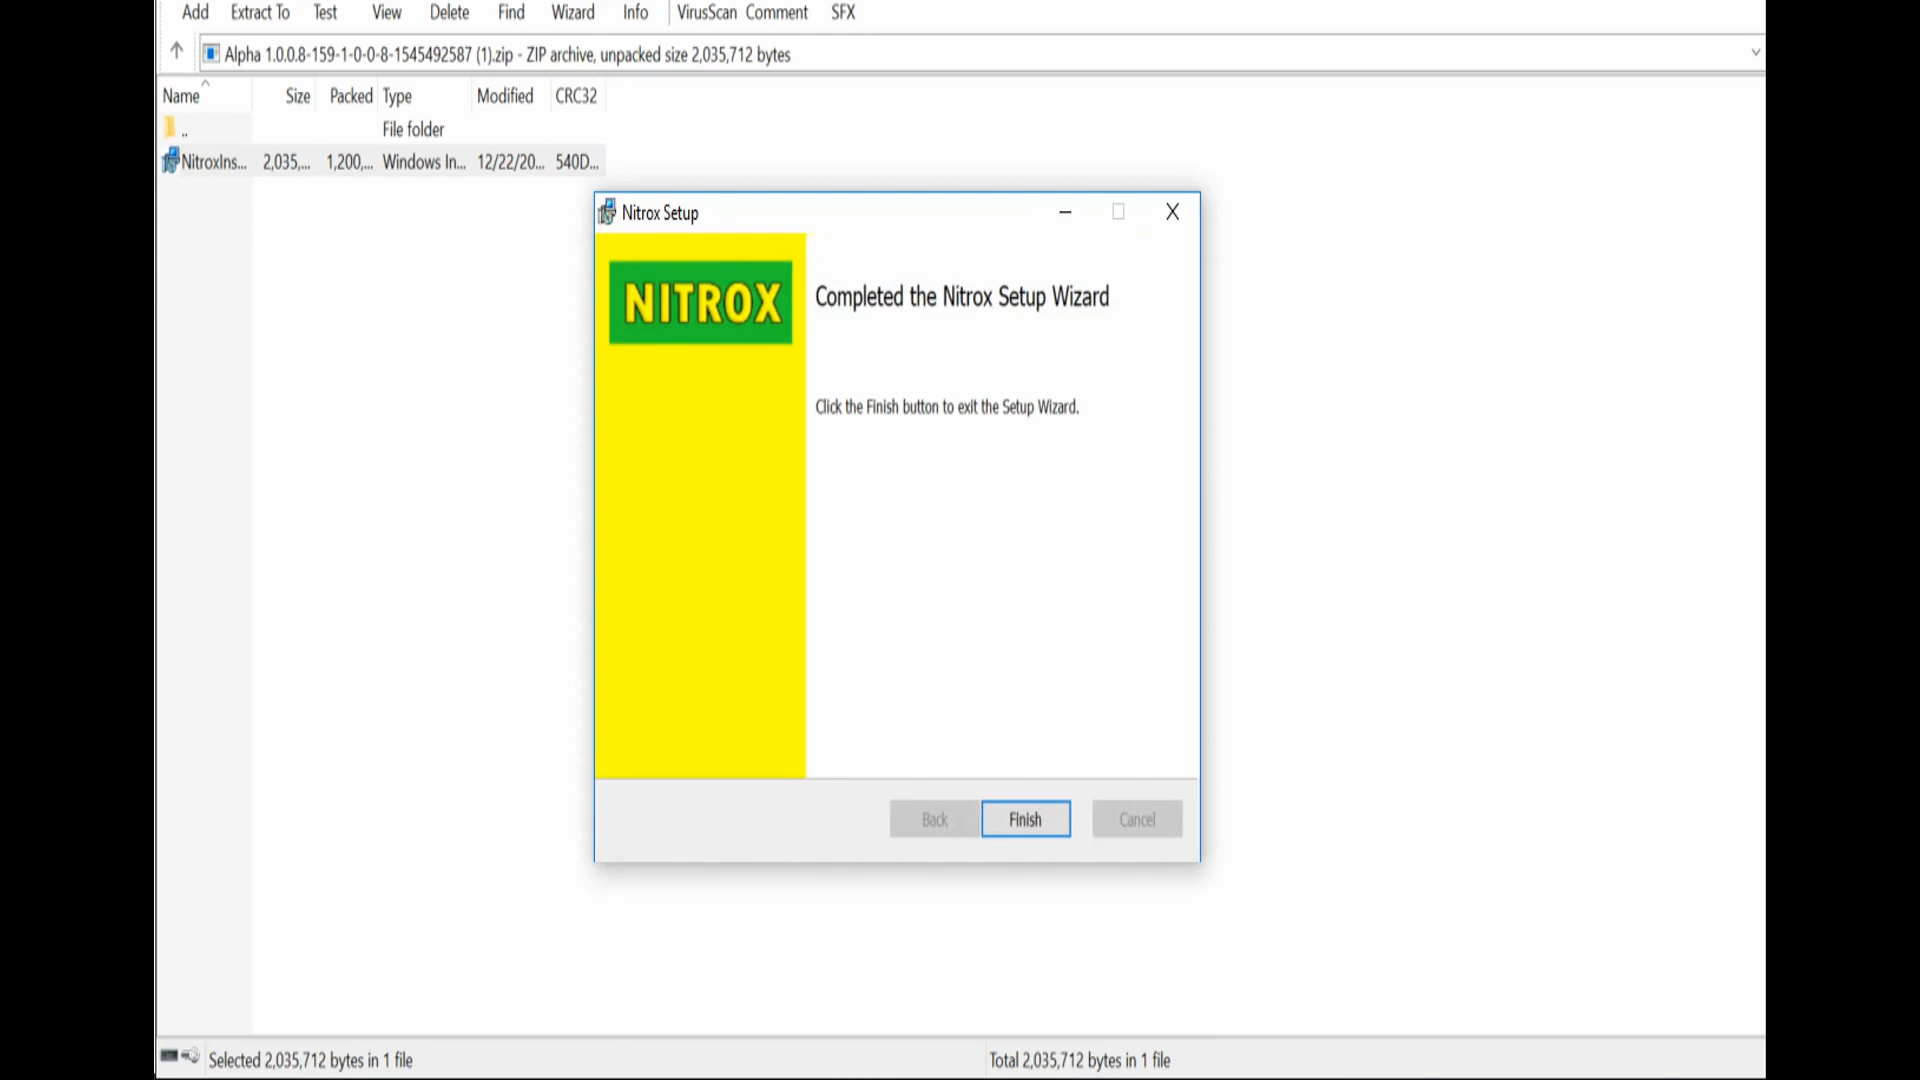 Add Extract To Test View Delete Find Wizard Info VirusScan Comment SFX
Alpha 1.0.0.8-159-1-0-0-8-1545492587 (1).zip - ZIP archive, unpacked size 2,035,712 bytes
Name Size Packed Type Modified CRC32
.. File folder
NitroxIns... 2,035,... 1,200,... Windows In... 12/22/20... 540D...
Nitrox Setup
NITROX
Completed the Nitrox Setup Wizard
Click the Finish button to exit the Setup Wizard.
Back Finish Cancel
Selected 2,035,712 bytes in 1 file Total 2,035,712 bytes in 1 file